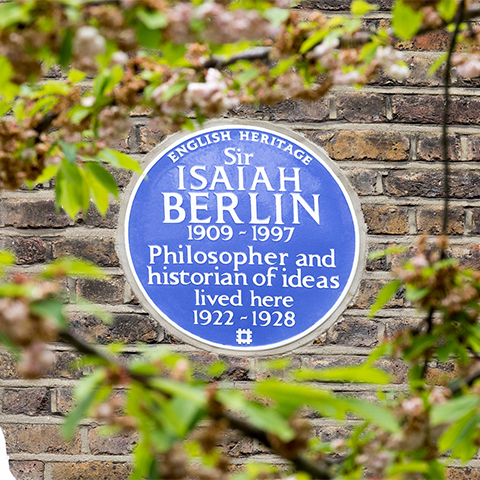 ENGLISH HERITAGE
Sir
ISAIAH
BERLIN
1909 - 1997
Philosopher and
historian of ideas
lived here
1922 - 1928